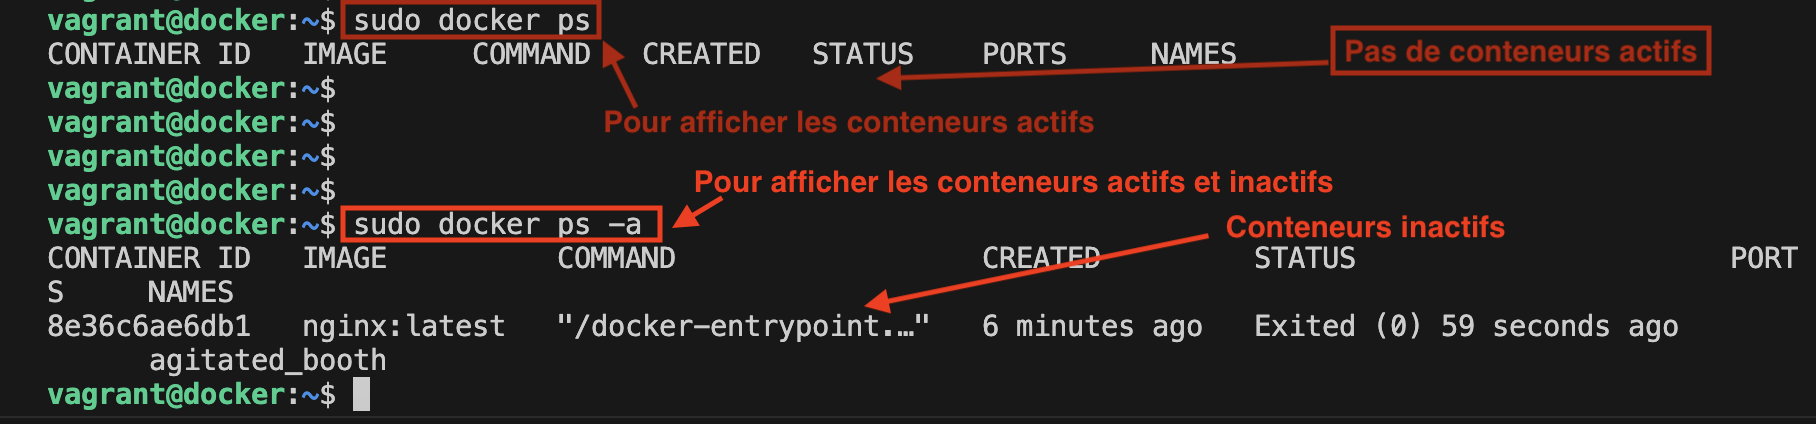 vagrant@docker:~$ sudo docker ps
CONTAINER ID   IMAGE     COMMAND   CREATED   STATUS    PORTS     NAMES
Pas de conteneurs actifs
vagrant@docker:~$
vagrant@docker:~$
Pour afficher les conteneurs actifs
vagrant@docker:~$
vagrant@docker:~$
Pour afficher les conteneurs actifs et inactifs
vagrant@docker:~$ sudo docker ps -a
Conteneurs inactifs
CONTAINER ID   IMAGE          COMMAND                  CREATED         STATUS                      PORT
S     NAMES
8e36c6ae6db1   nginx:latest   "/docker-entrypoint.…"   6 minutes ago   Exited (0) 59 seconds ago
      agitated_booth
vagrant@docker:~$